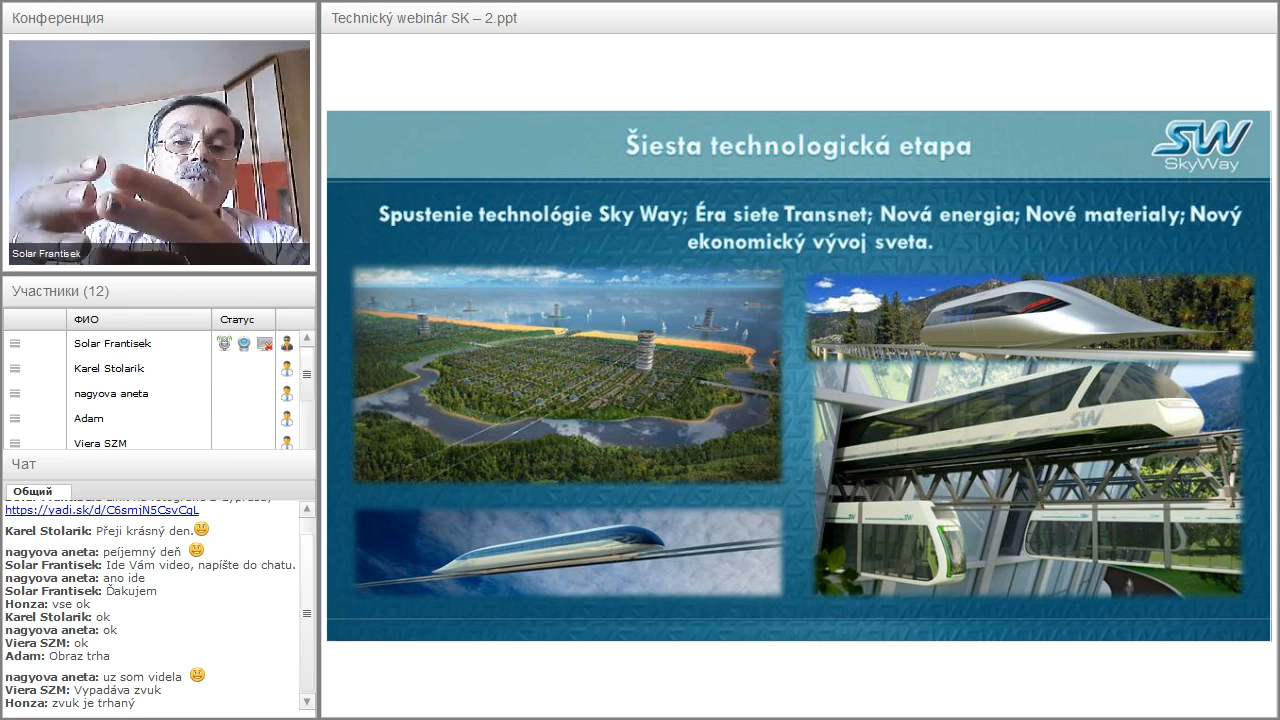 Конференция
Solar Frantisek
Участники (12)
ФИО
Статус
Solar Frantisek
Karel Stolarik
nagyova aneta
Adam
Viera SZM
Чат
Общий
https://yadi.sk/d/C6smjN5CsvCqL
Karel Stolarik: Přeji krásný den.
nagyova aneta: peíjemný deň
Solar Frantisek: Ide Vám video, napíšte do chatu.
nagyova aneta: ano ide
Solar Frantisek: Ďakujem
Honza: vse ok
Karel Stolarik: ok
nagyova aneta: ok
Viera SZM: ok
Adam: Obraz trha
nagyova aneta: uz som videla
Viera SZM: Vypadáva zvuk
Honza: zvuk je trhaný
Technický webinár SK – 2.ppt
Šiesta technologická etapa
SW
SkyWay
Spustenie technológie Sky Way; Éra siete Transnet; Nová energia; Nové materialy; Nový
ekonomický vývoj sveta.
SW